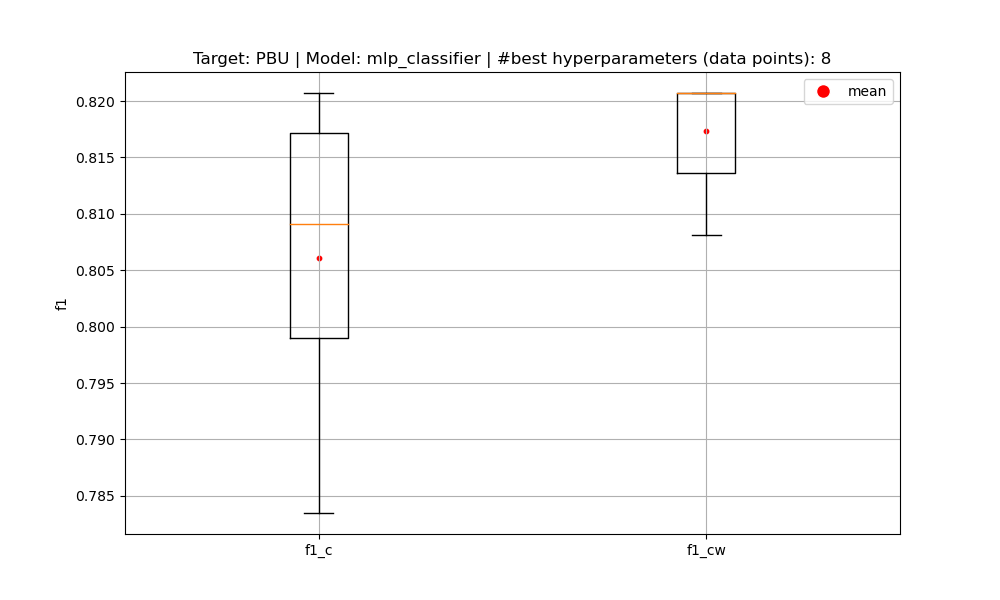 Target: PBU | Model: mlp_classifier | #best hyperparameters (data points): 8
mean
0.820
0.815
0.810
0.805
0.800
0.795
0.790
0.785
f1
f1_c
f1_cw